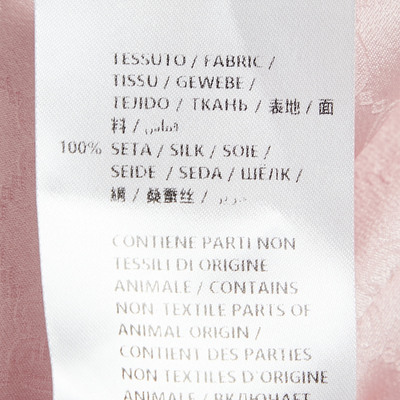 TESSUTO / FABRIC /
TISSU / GEWEBE /
TEJIDO / ТКАНЬ / 表地 / 面
料 / قماش
100% SETA / SILK / SOIE /
SEIDE / SEDA / ШЁЛК /
絹 / 桑蚕丝 /
CONTIENE PARTI NON
TESSILI DI ORIGINE
ANIMALE / CONTAINS
NON TEXTILE PARTS OF
ANIMAL ORIGIN /
CONTIENT DES PARTIES
NON TEXTILES D'ORIGINE
ANIMALE / ВКЛЮЧАЕТ